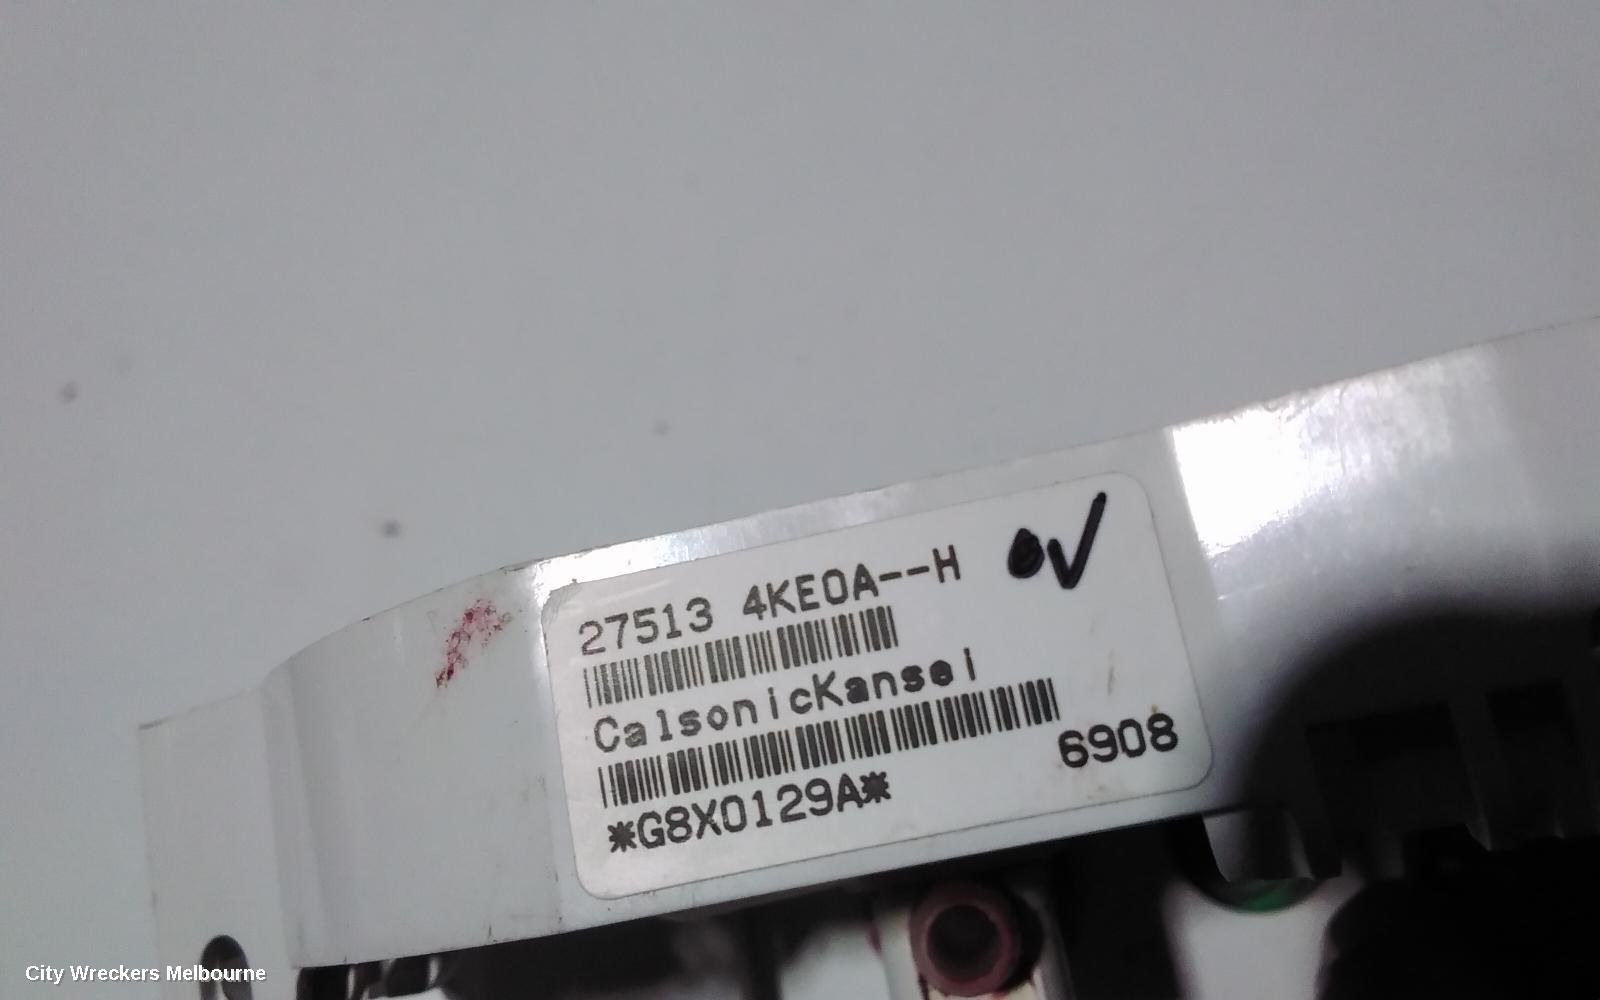 27513 4KE0A--H
CalsonicKansei
6908
*G8X0129A*
City Wreckers Melbourne